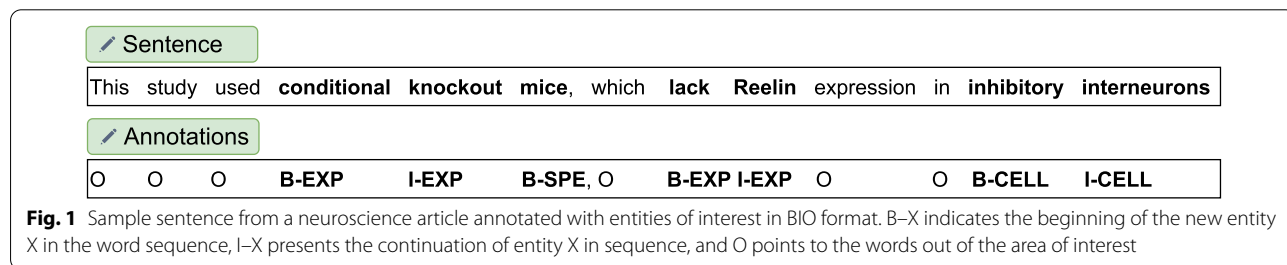 Sentence
This study used conditional knockout mice, which lack Reelin expression in inhibitory interneurons
Annotations
O O O B-EXP I-EXP B-SPE, O B-EXP I-EXP O O B-CELL I-CELL
Fig. 1 Sample sentence from a neuroscience article annotated with entities of interest in BIO format. B–X indicates the beginning of the new entity
X in the word sequence, I–X presents the continuation of entity X in sequence, and O points to the words out of the area of interest